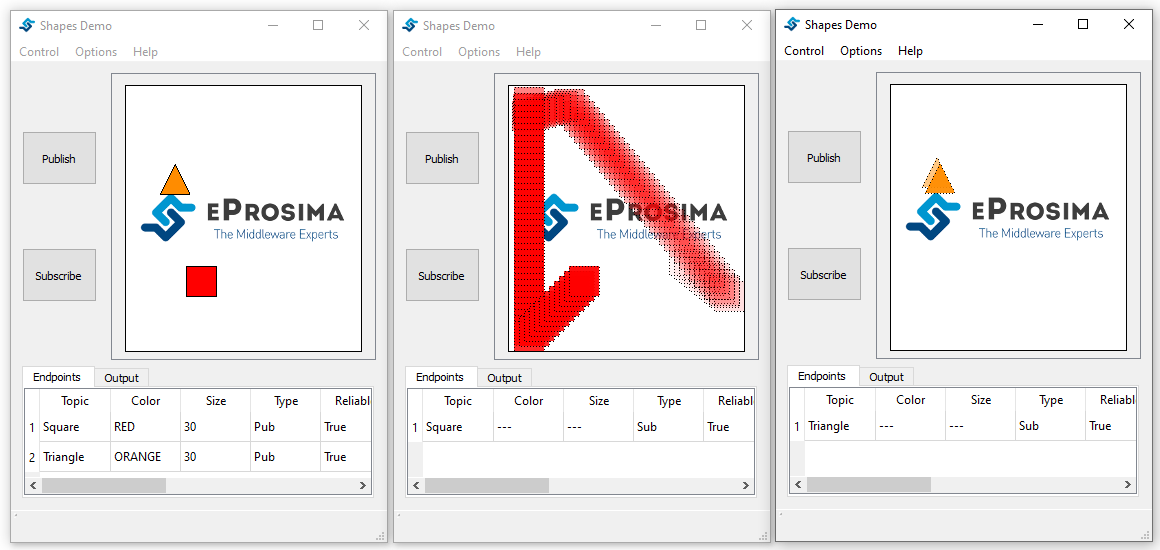 Shapes Demo
Control Options Help
Publish
Subscribe
EPROSIMA
The Middleware Experts
Endpoints Output
Topic Color Size Type Reliabl
1 Square RED 30 Pub True
2 Triangle ORANGE 30 Pub True
Shapes Demo
Control Options Help
Publish
Subscribe
EPROSIMA
The Middleware Experts
Endpoints Output
Topic Color Size Type Reliabl
1 Square --- --- Sub True
Shapes Demo
Control Options Help
Publish
Subscribe
EPROSIMA
The Middleware Experts
Endpoints Output
Topic Color Size Type Reliabl
1 Triangle --- --- Sub True